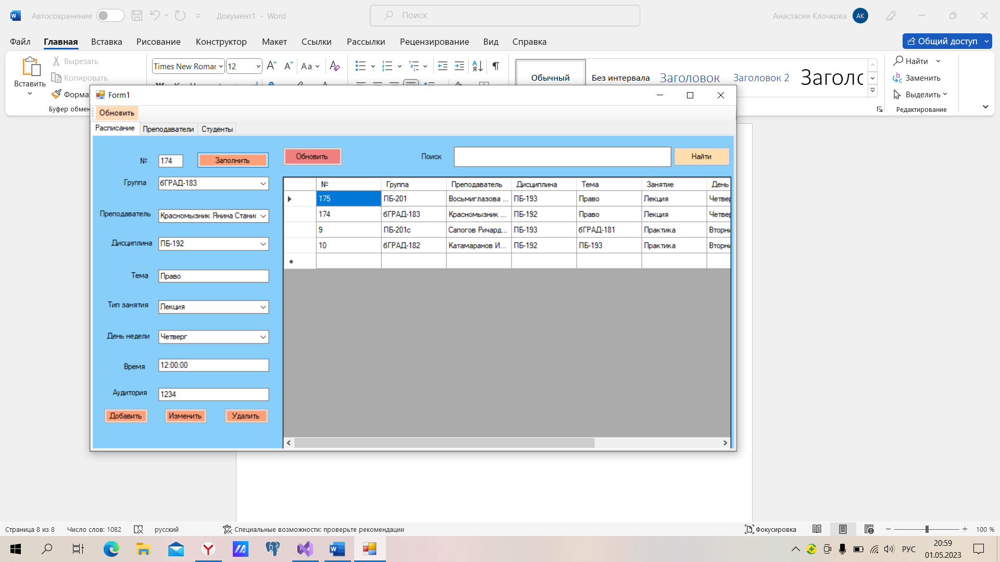 Автосохранение
Документ1 - Word
Поиск
Анастасия Клочкова
АК
Файл Главная Вставка Рисование Конструктор Макет Ссылки Рассылки Рецензирование Вид Справка
Общий доступ
Вставить
Вырезать
Копировать
Формат
Буфер обмен
Times New Roman 12
Обычный
Без интервала
Заголовок
Заголовок 2
Заголо
Найти
Заменить
Выделить
Редактирование
Form1
Обновить
Расписание Преподаватели Студенты
№ 174 Заполнить
Группа бГРАД-183
Преподаватель Красномызник Янина Станис
Дисциплина ПБ-192
Тема Право
Тип занятия Лекция
День недели Четверг
Время 12:00:00
Аудитория 1234
Добавить Изменить Удалить
Обновить Поиск Найти
№ Группа Преподаватель Дисциплина Тема Занятие День
175 ПБ-201 Восьмиглазова ... ПБ-193 Право Лекция Четвер
174 бГРАД-183 Красномызник ... ПБ-192 Право Лекция Четвер
9 ПБ-201с Сапогов Ричард... ПБ-193 бГРАД-181 Практика Вторни
10 бГРАД-182 Катамаранов И... ПБ-192 ПБ-193 Практика Вторни
Страница 8 из 8 Число слов: 1082 русский Специальные возможности: проверьте рекомендации Фокусировка 100 %
РУС
20:59
01.05.2023